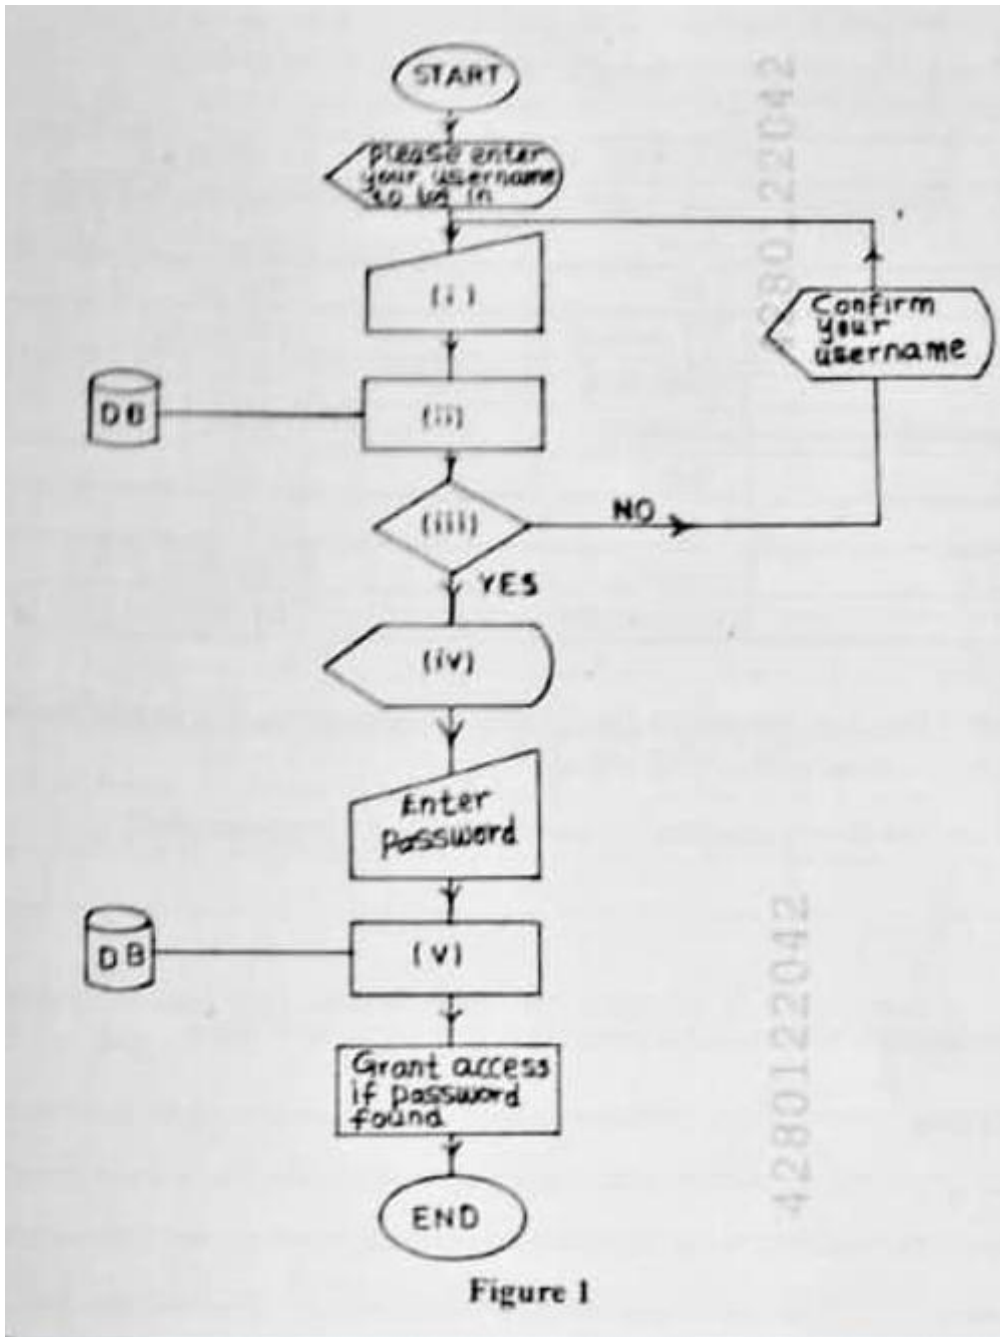 START
please enter
your username
to log in
(i)
Confirm
your
username
DB
(ii)
(iii)
NO
YES
(iv)
Enter
Password
DB
(v)
Grant access
if password
found
END
Figure 1
4280122042
4280122042